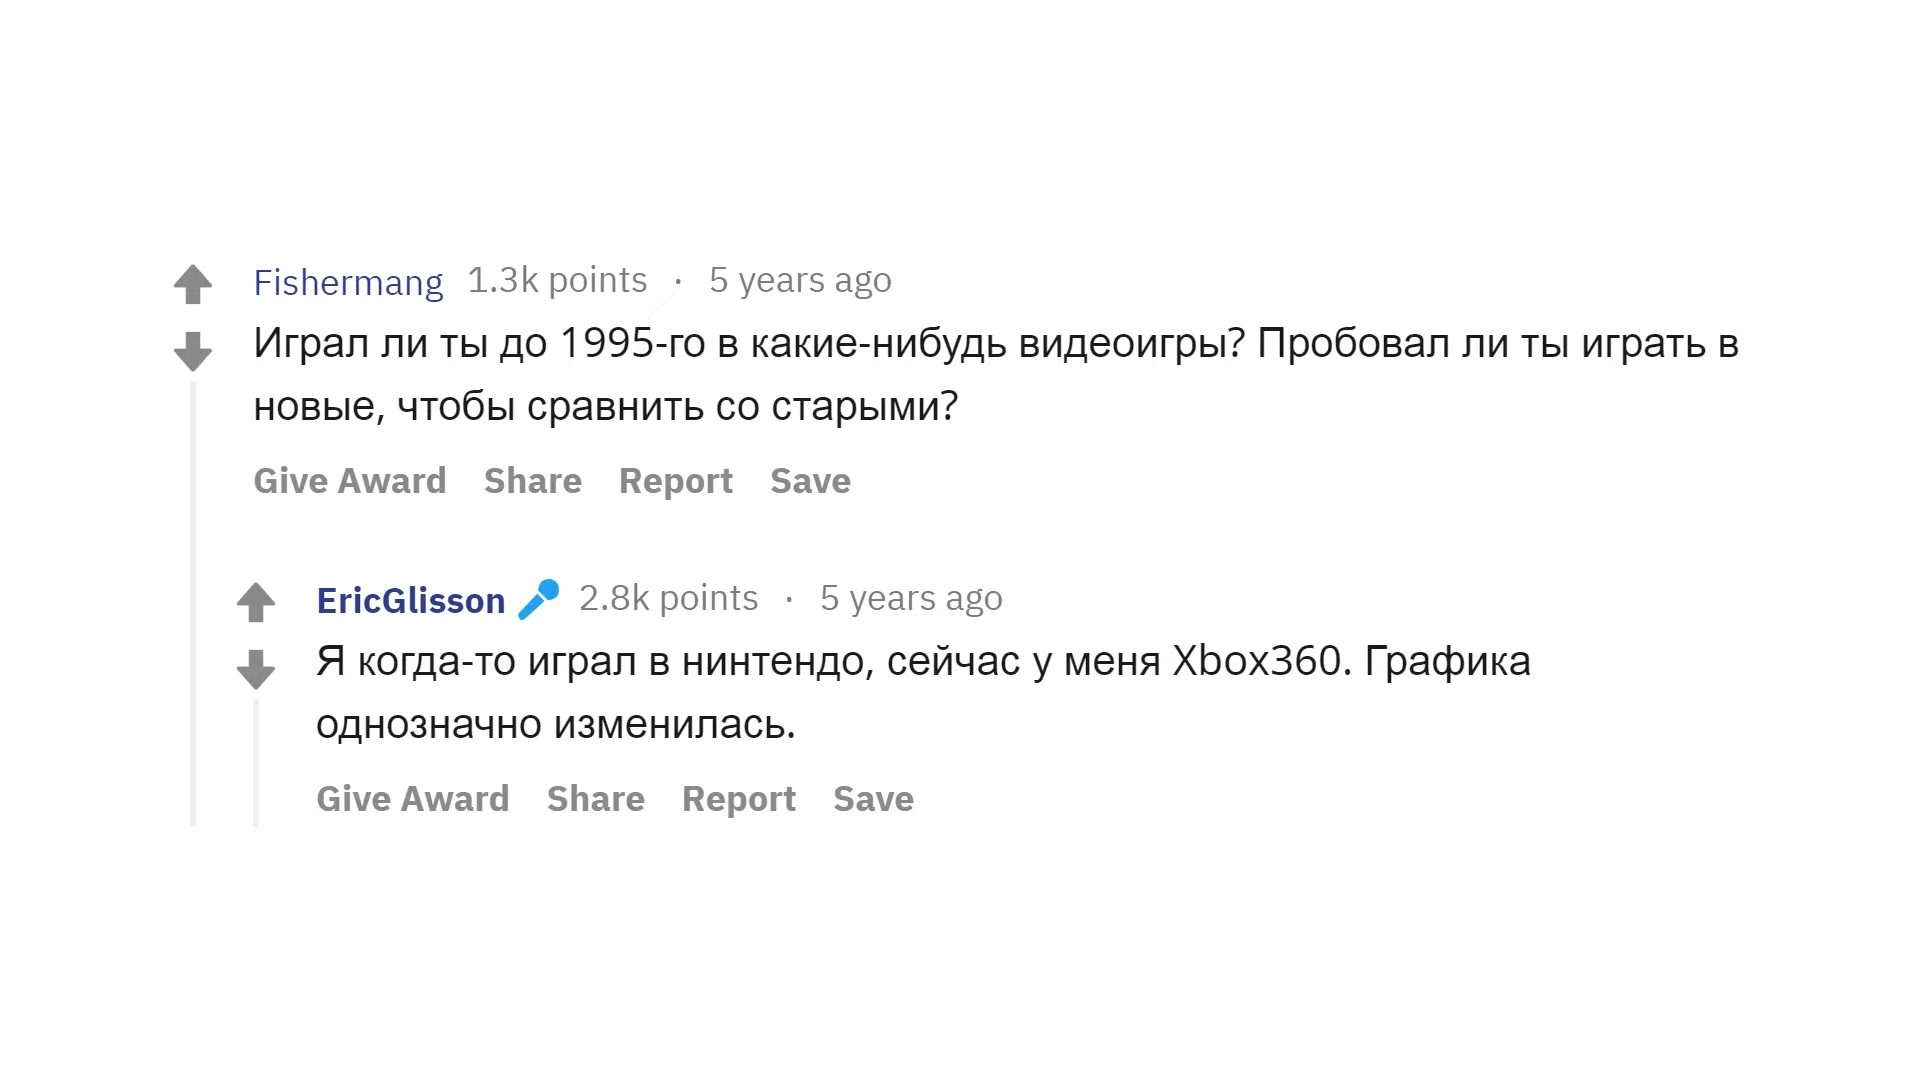 Fishermang 1.3k points · 5 years ago
Играл ли ты до 1995-го в какие-нибудь видеоигры? Пробовал ли ты играть в
новые, чтобы сравнить со старыми?
Give Award Share Report Save
EricGlisson 2.8k points · 5 years ago
Я когда-то играл в нинтендо, сейчас у меня Xbox360. Графика
однозначно изменилась.
Give Award Share Report Save